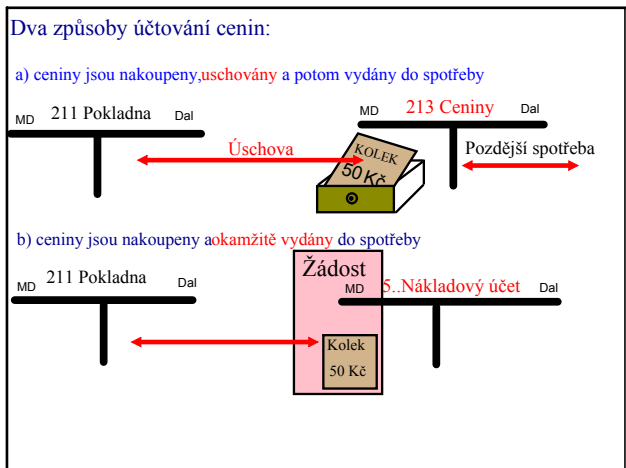 Dva způsoby účtování cenin:
a) ceniny jsou nakoupeny,uschovány a potom vydány do spotřeby
MD 211 Pokladna Dal
MD 213 Ceniny Dal
Úschova
KOLEK
50 Kč
Pozdější spotřeba
b) ceniny jsou nakoupeny aokamžitě vydány do spotřeby
MD 211 Pokladna Dal
Žádost
MD 5..Nákladový účet Dal
Kolek
50 Kč